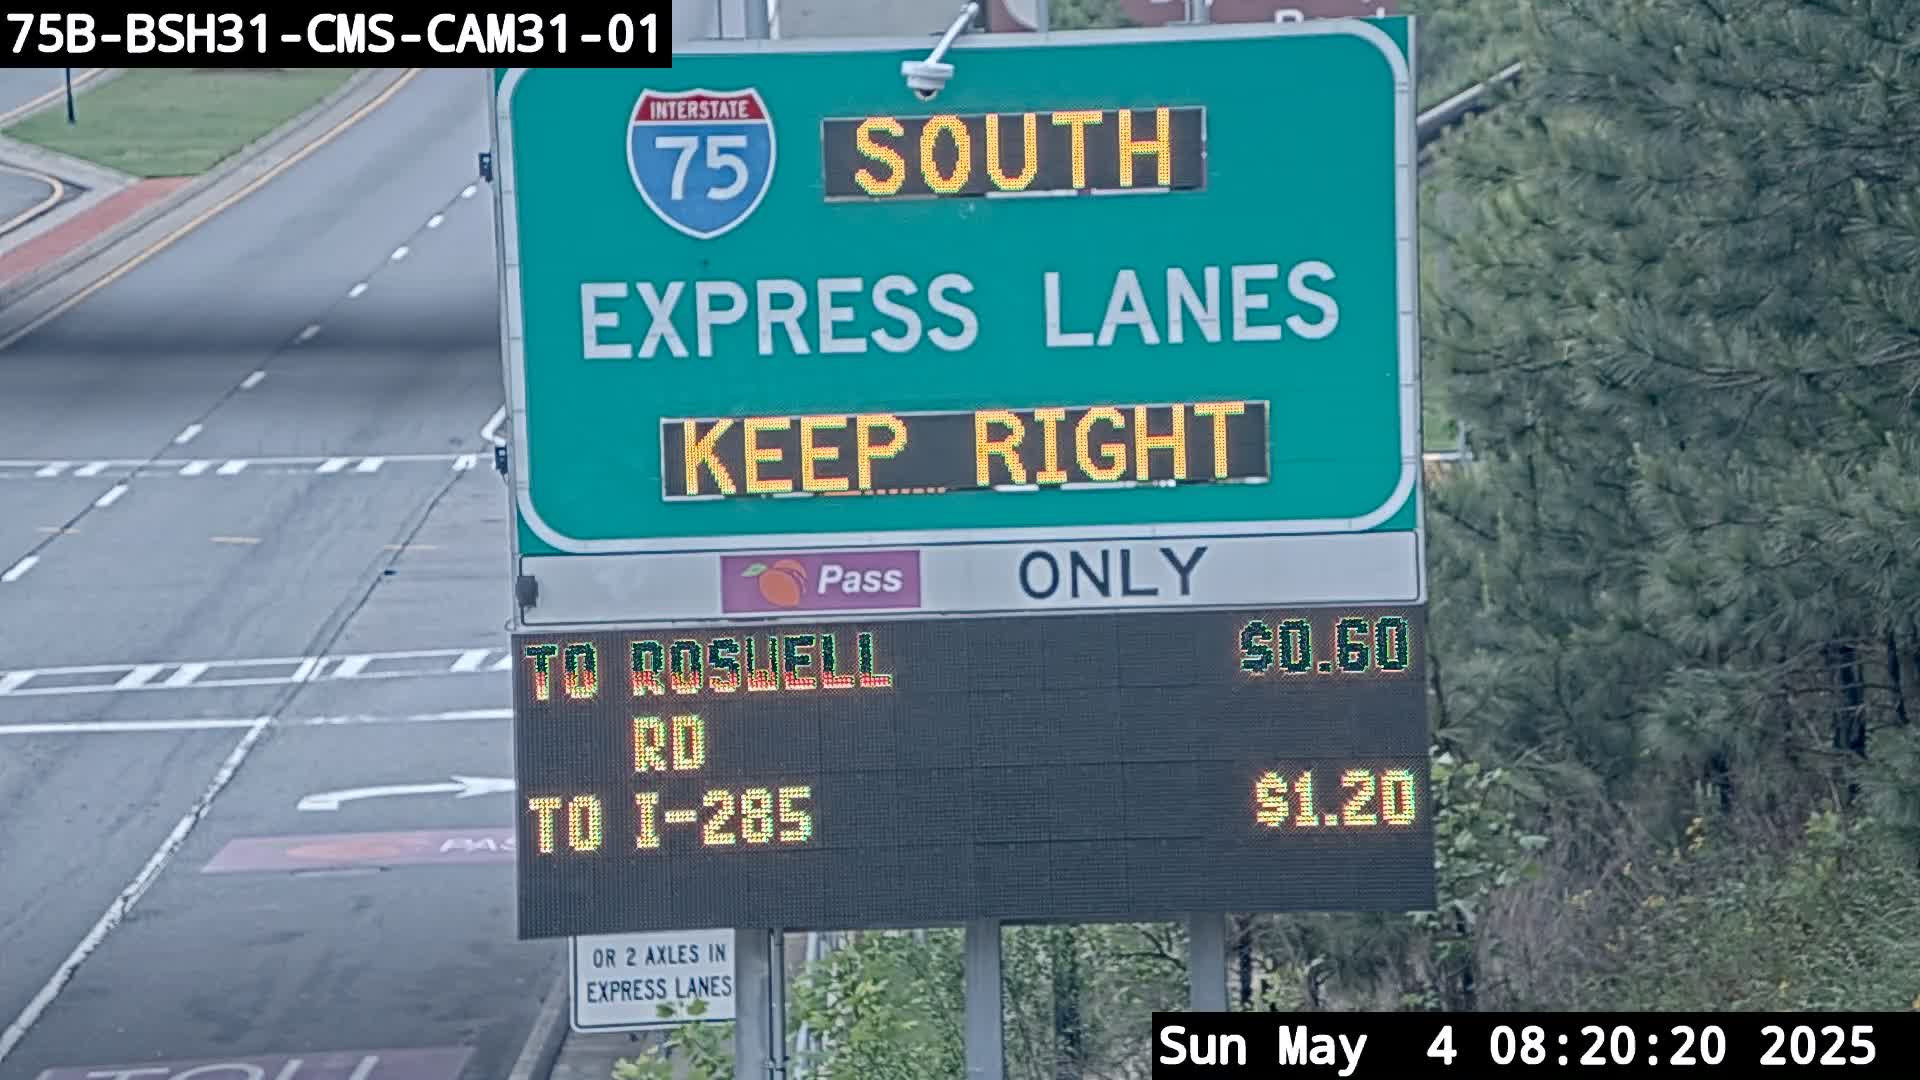 75B-BSH31-CMS-CAM31-01
INTERSTATE
75
SOUTH
EXPRESS LANES
KEEP RIGHT
Pass ONLY
TO ROSWELL $0.60
RD
TO I-285 $1.20
OR 2 AXLES IN
EXPRESS LANES
TOLL
Sun May 4 08:20:20 2025